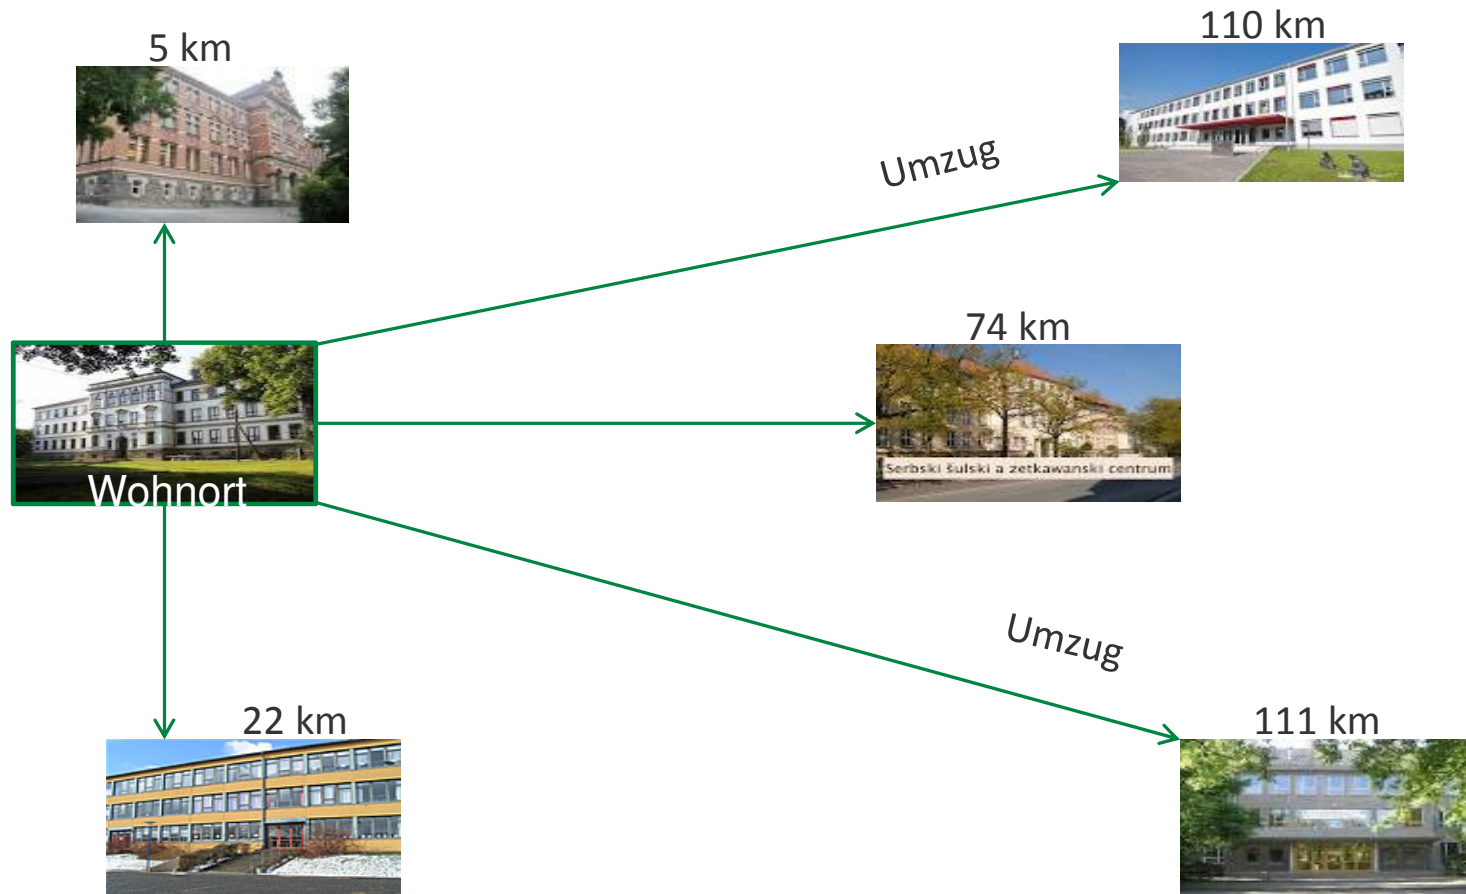 110 km
5 km
Umzug
74 km
Serbski šulski a zetkawanski centrum
Wohnort
Umzug
22 km
111 km